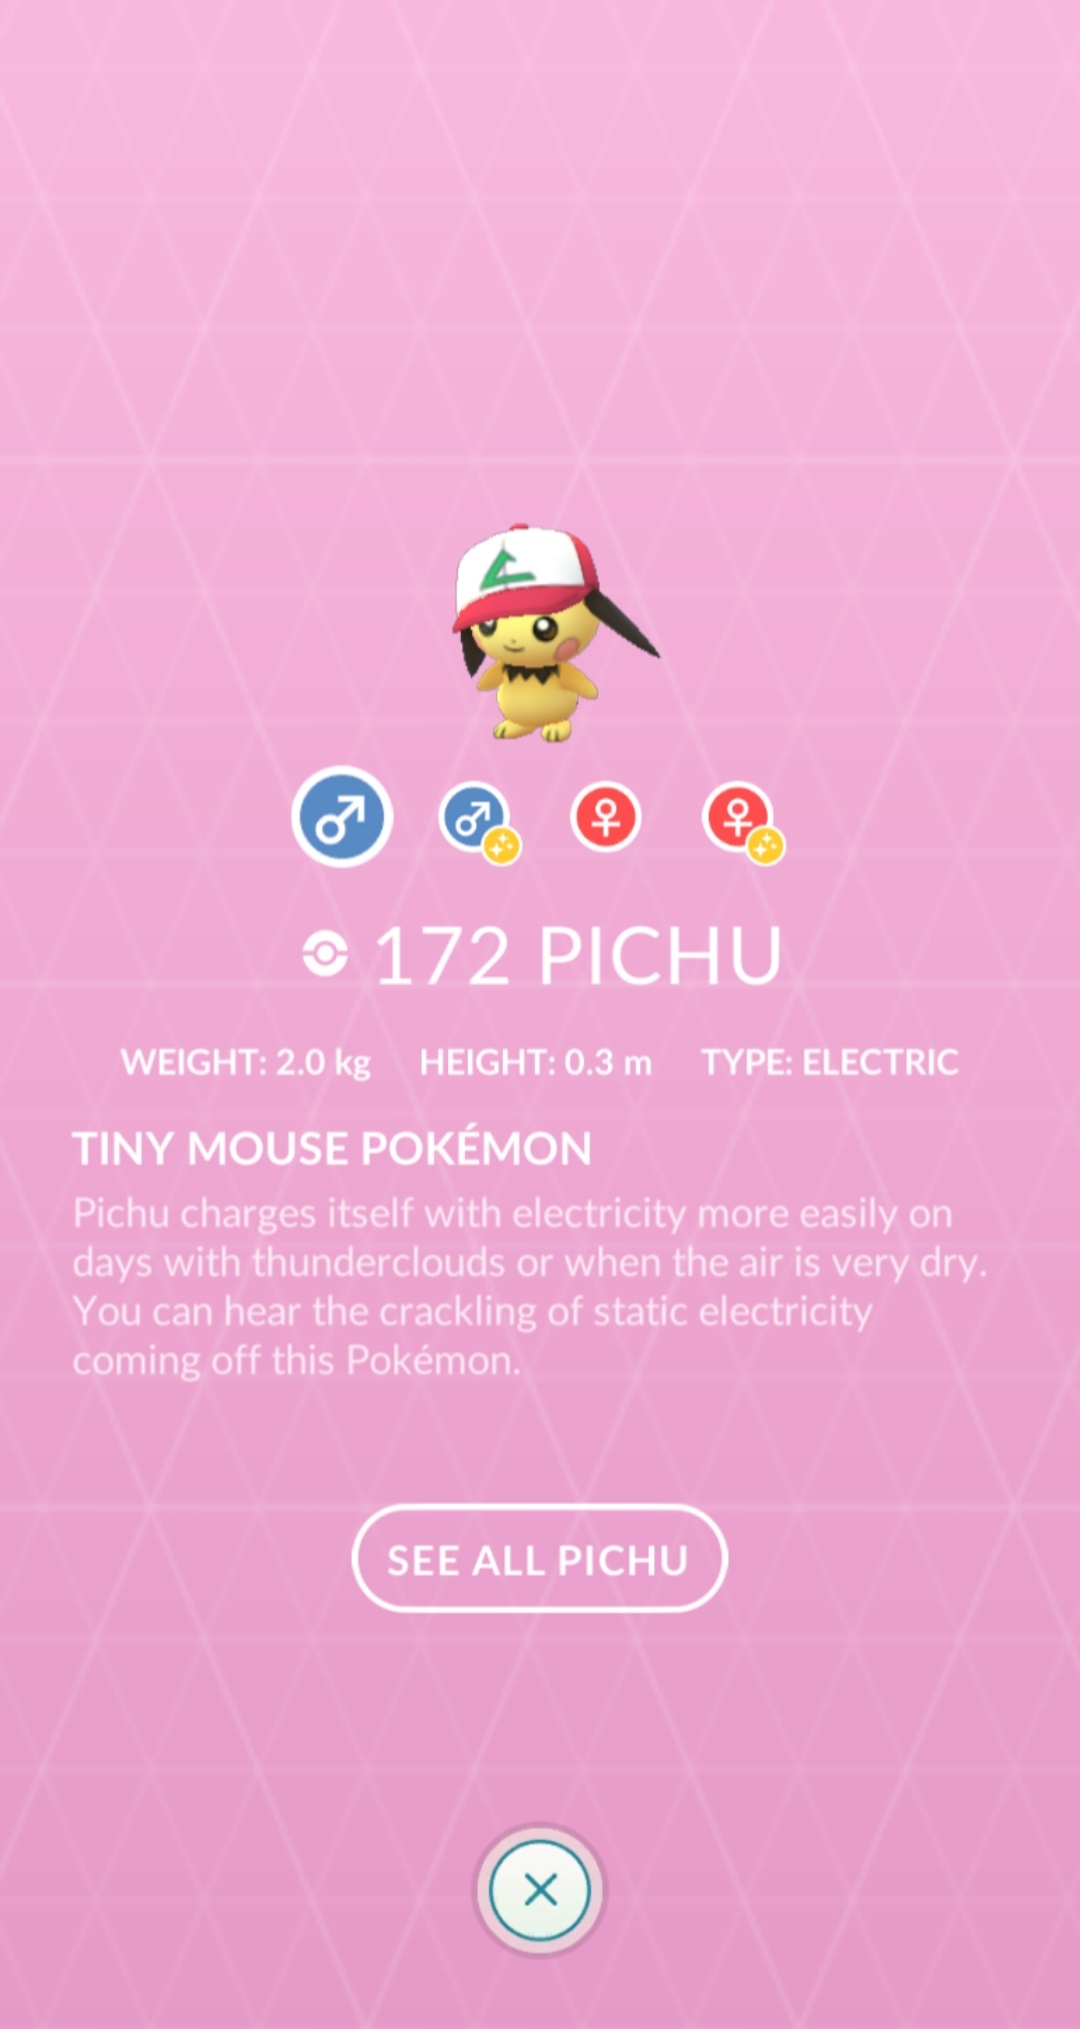 172 PICHU
WEIGHT: 2.0 kg HEIGHT: 0.3 m TYPE: ELECTRIC
TINY MOUSE POKÉMON
Pichu charges itself with electricity more easily on
days with thunderclouds or when the air is very dry.
You can hear the crackling of static electricity
coming off this Pokémon.
SEE ALL PICHU